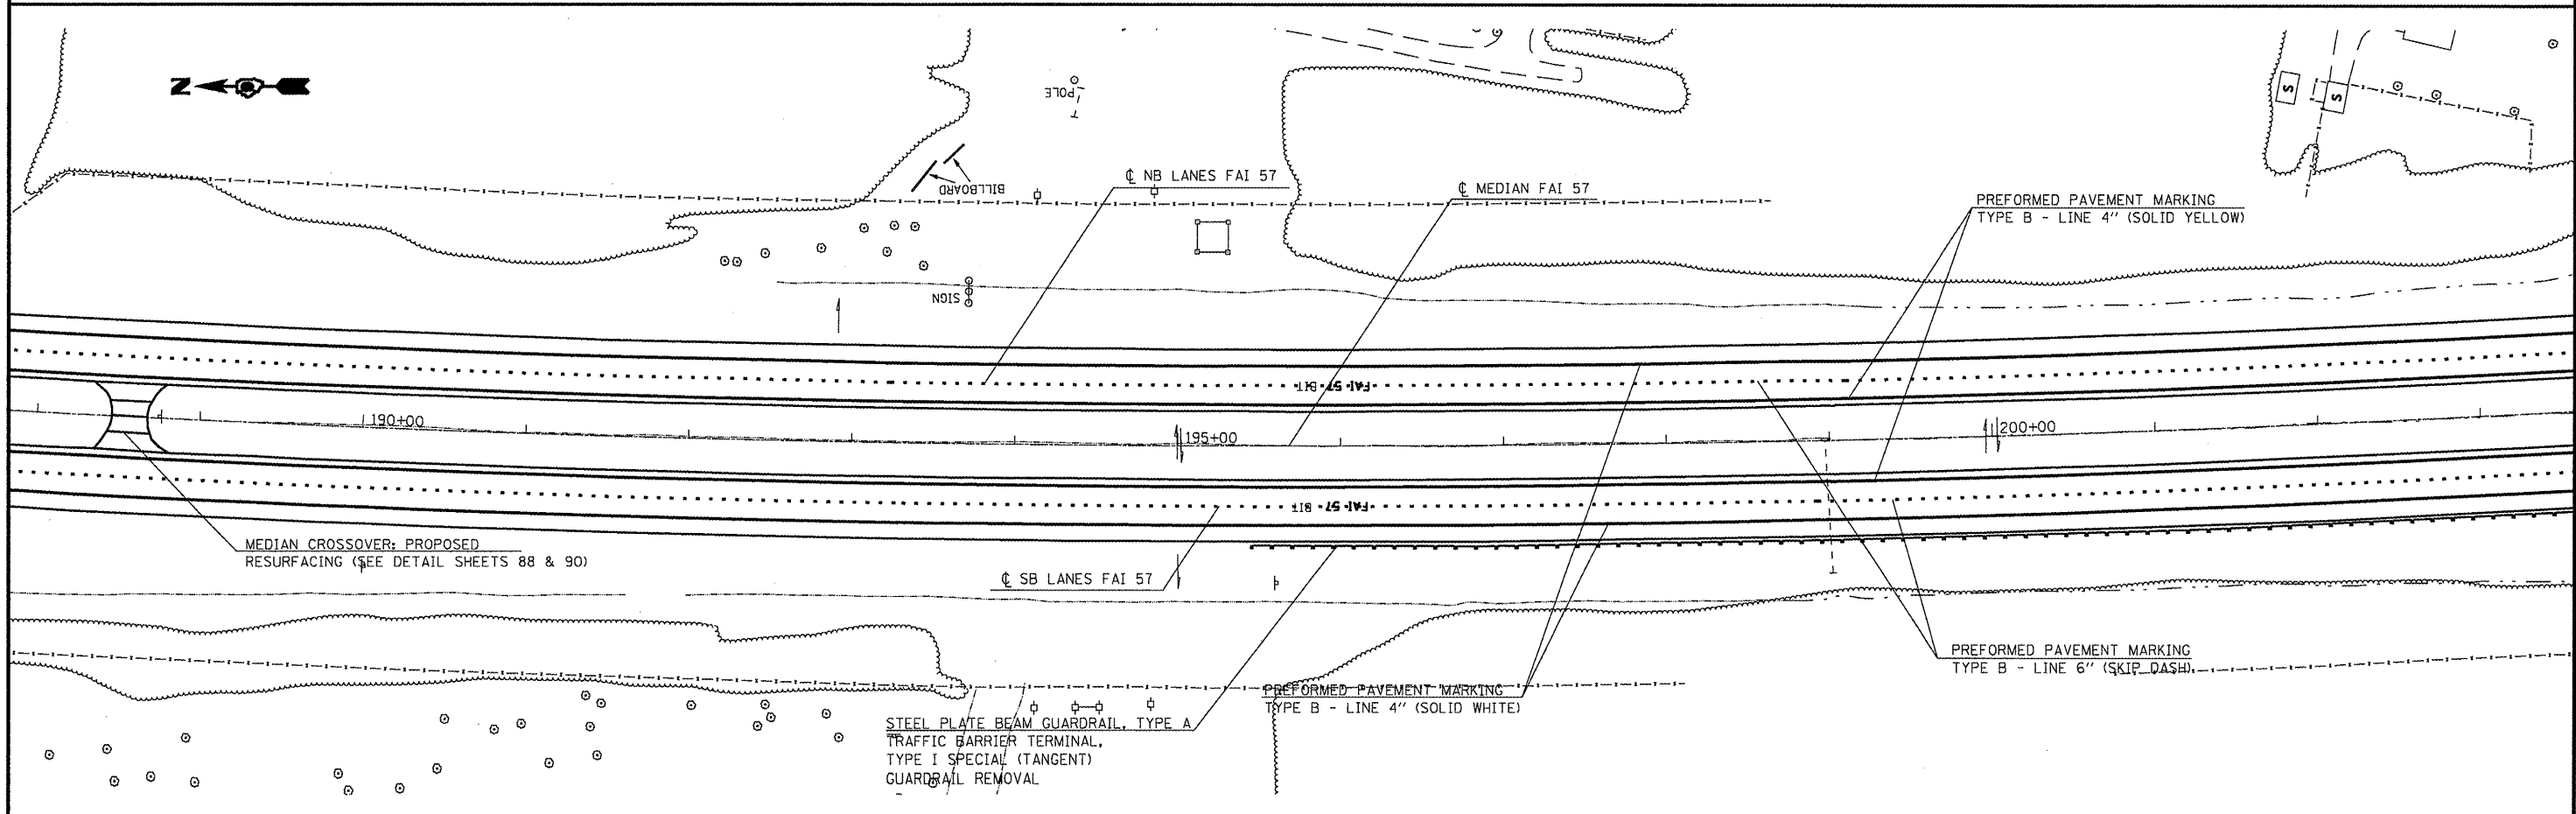 N
POLE
S
S
BILLBOARD
℄ NB LANES FAI 57
℄ MEDIAN FAI 57
PREFORMED PAVEMENT MARKING
TYPE B - LINE 4" (SOLID YELLOW)
SIGN
FAI 57
BIT
190+00
195+00
200+00
FAI 57
BIT
MEDIAN CROSSOVER; PROPOSED
RESURFACING (SEE DETAIL SHEETS 88 & 90)
℄ SB LANES FAI 57
PREFORMED PAVEMENT MARKING
TYPE B - LINE 6" (SKIP DASH)
PREFORMED PAVEMENT MARKING
TYPE B - LINE 4" (SOLID WHITE)
STEEL PLATE BEAM GUARDRAIL, TYPE A
TRAFFIC BARRIER TERMINAL,
TYPE I SPECIAL (TANGENT)
GUARDRAIL REMOVAL